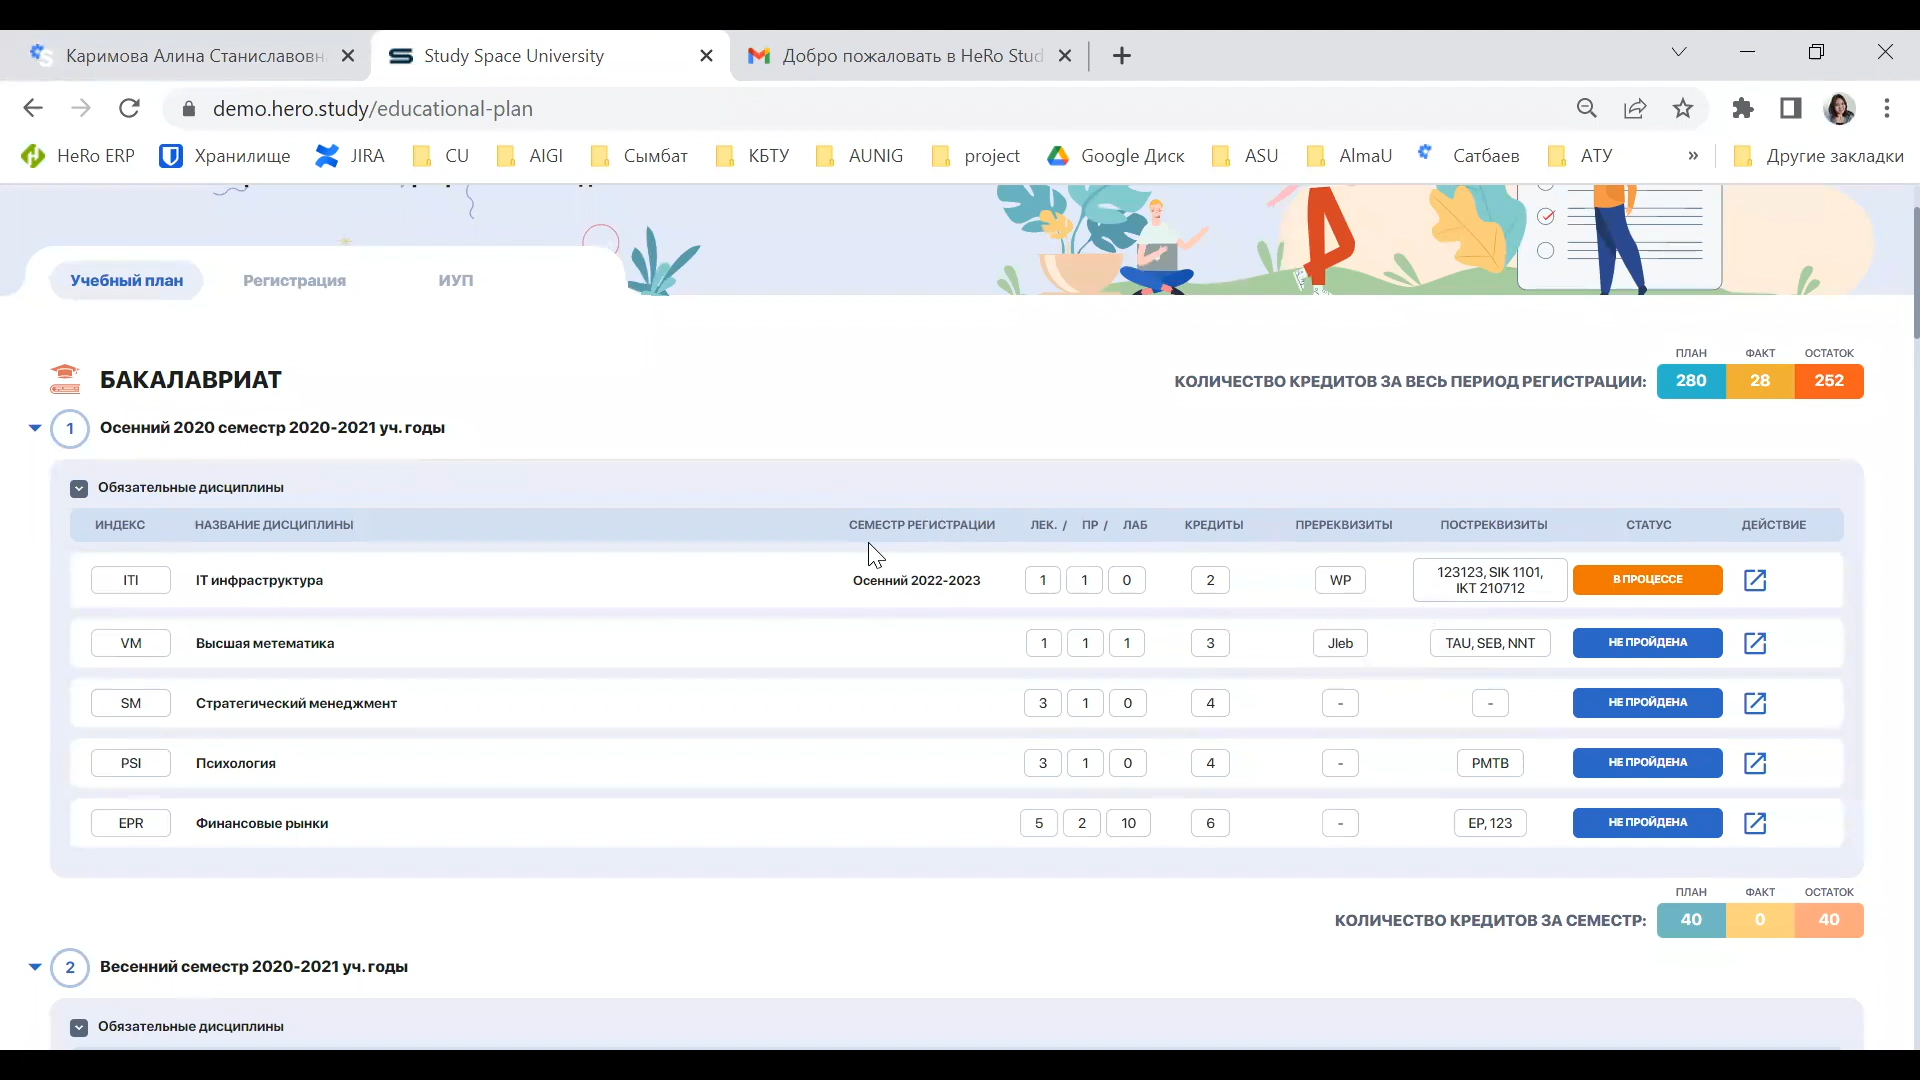 Каримова Алина Станиславовн
Study Space University
Добро пожаловать в HeRo Stud
demo.hero.study/educational-plan
HeRo ERP
Хранилище
JIRA
CU
AIGI
Сымбат
КБТУ
AUNIG
project
Google Диск
ASU
AlmaU
Сатбаев
АТУ
»
Другие закладки
Учебный план
Регистрация
ИУП
БАКАЛАВРИАТ
КОЛИЧЕСТВО КРЕДИТОВ ЗА ВЕСЬ ПЕРИОД РЕГИСТРАЦИИ:
ПЛАН ФАКТ ОСТАТОК
280 28 252
1 Осенний 2020 семестр 2020-2021 уч. годы
Обязательные дисциплины
ИНДЕКС НАЗВАНИЕ ДИСЦИПЛИНЫ СЕМЕСТР РЕГИСТРАЦИИ ЛЕК. / ПР / ЛАБ КРЕДИТЫ ПРЕРЕКВИЗИТЫ ПОСТРЕКВИЗИТЫ СТАТУС ДЕЙСТВИЕ
ITI IT инфраструктура Осенний 2022-2023 1 1 0 2 WP 123123, SIK 1101,
IKT 210712 В ПРОЦЕССЕ
VM Высшая метематика 1 1 1 3 Jleb TAU, SEB, NNT НЕ ПРОЙДЕНА
SM Стратегический менеджмент 3 1 0 4 - - НЕ ПРОЙДЕНА
PSI Психология 3 1 0 4 - PMTB НЕ ПРОЙДЕНА
EPR Финансовые рынки 5 2 10 6 - EP, 123 НЕ ПРОЙДЕНА
ПЛАН ФАКТ ОСТАТОК
КОЛИЧЕСТВО КРЕДИТОВ ЗА СЕМЕСТР: 40 0 40
2 Весенний семестр 2020-2021 уч. годы
Обязательные дисциплины